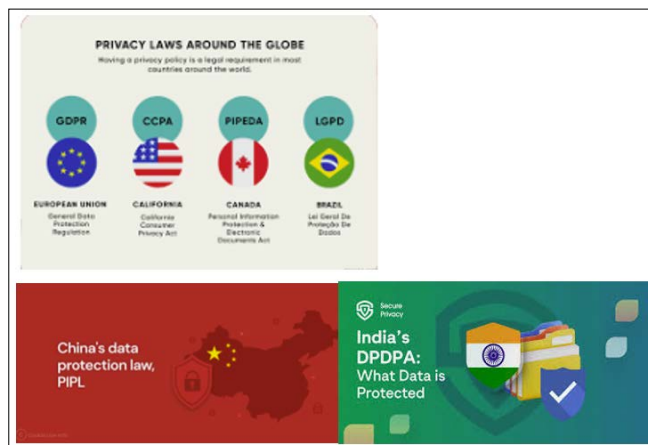 PRIVACY LAWS AROUND THE GLOBE
Having a privacy policy is a legal requirement in most
countries around the world.
GDPR CCPA PIPEDA LGPD
EUROPEAN UNION CALIFORNIA CANADA BRAZIL
General Data California Personal Information Lei Geral De
Protection Consumer Protection & Proteção De
Regulation Privacy Act Electronic Dados
Documents Act
China's data
protection law,
PIPL
Secure
Privacy
India's
DPDPA:
What Data is
Protected